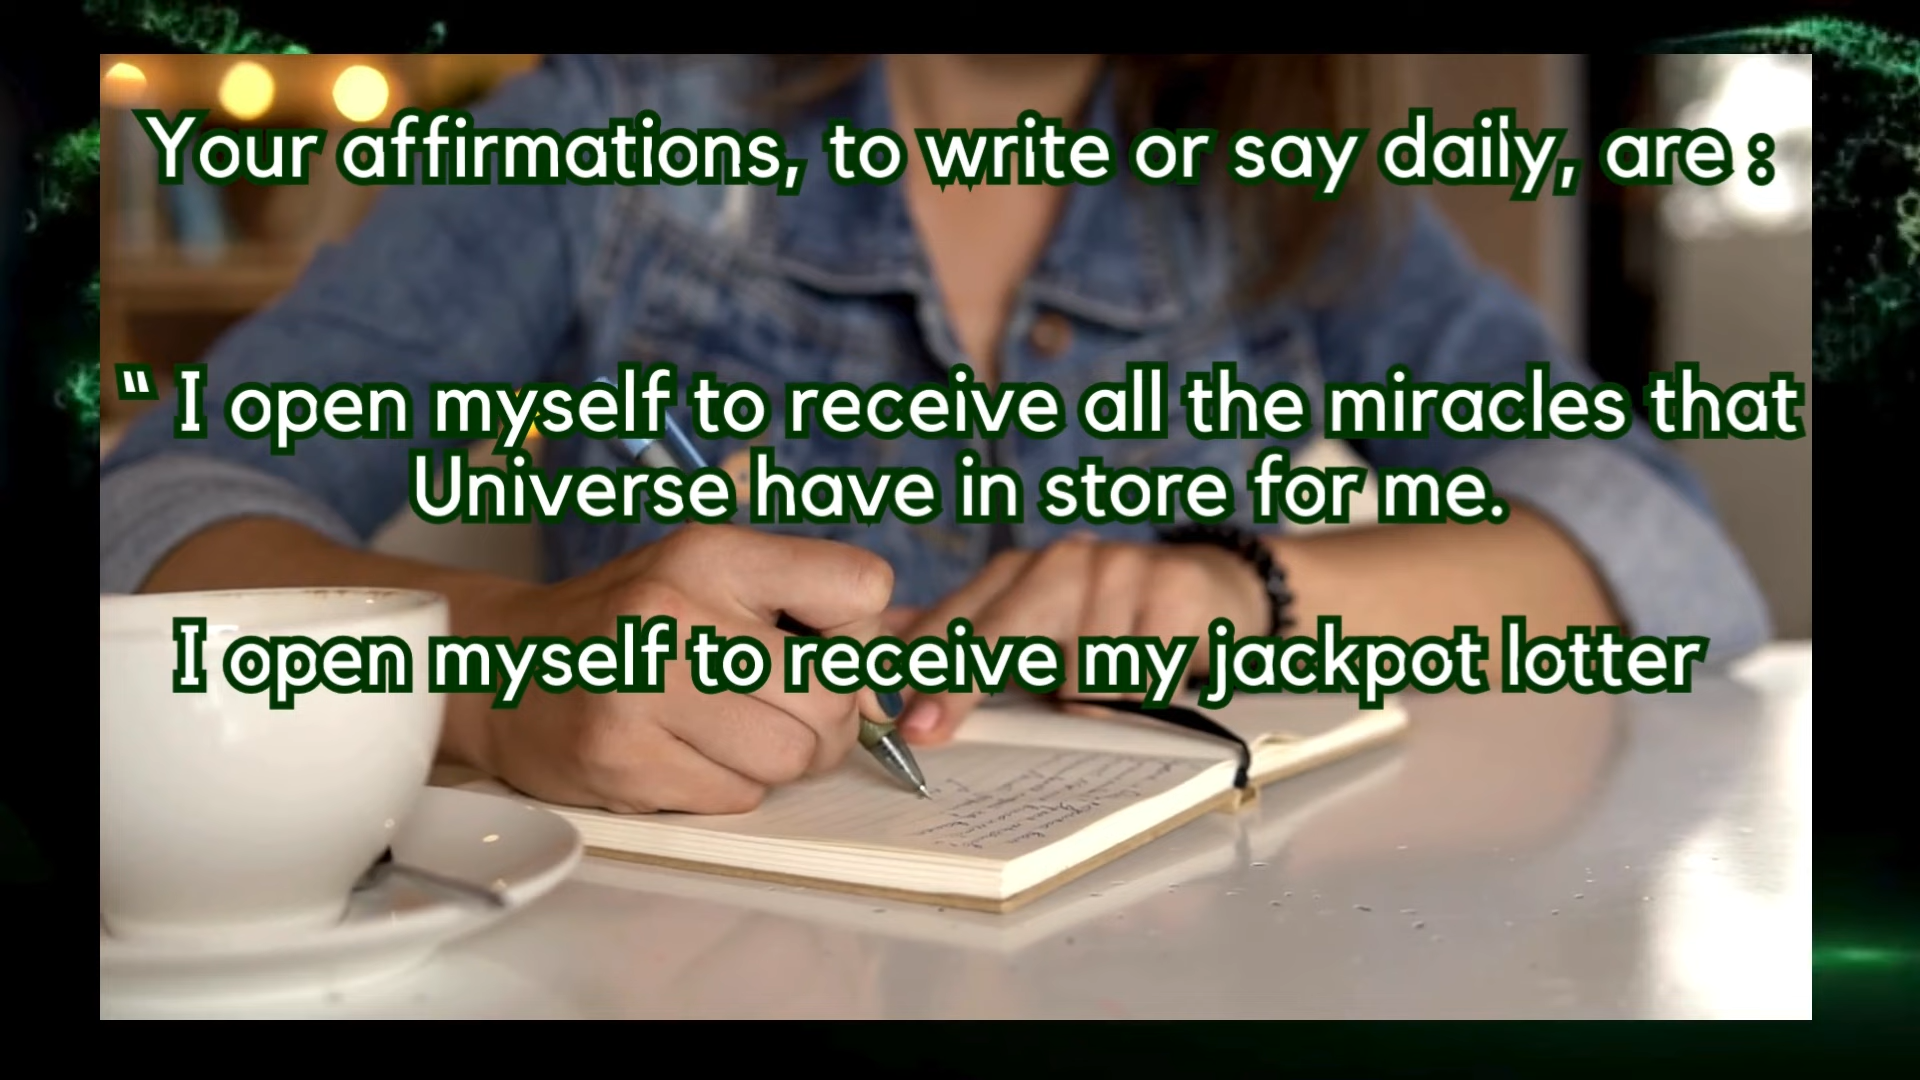 Your affirmations, to write or say daily, are :
“ I open myself to receive all the miracles that
Universe have in store for me.
I open myself to receive my jackpot lotter